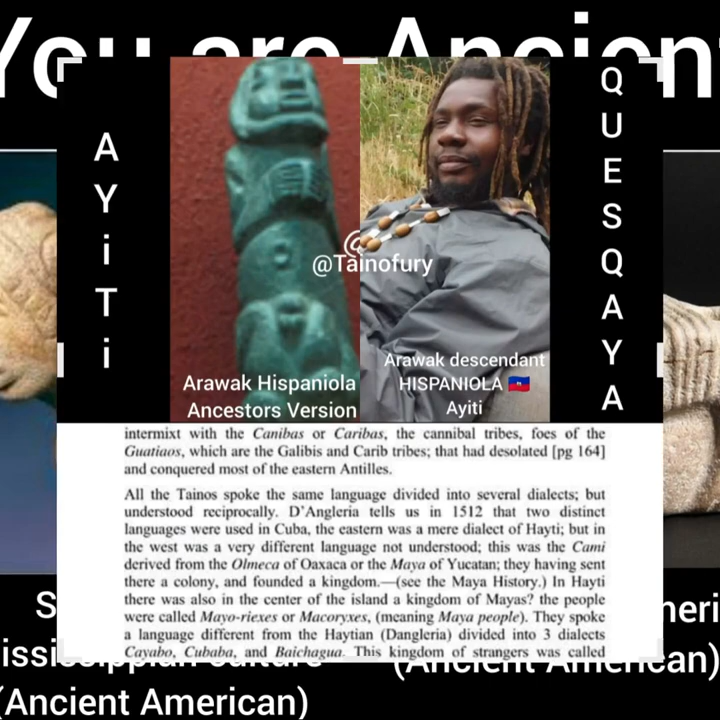 You are Ancient
AYiTi
QUESQAYA
@
@Tainofury
Arawak Hispaniola
Ancestors Version
Arawak descendant
HISPANIOLA
Ayiti
intermixt with the Canibas or Caribas, the cannibal tribes, foes of the
Guatiaos, which are the Galibis and Carib tribes; that had desolated [pg 164]
and conquered most of the eastern Antilles.
All the Tainos spoke the same language divided into several dialects; but
understood reciprocally. D'Angleria tells us in 1512 that two distinct
languages were used in Cuba, the eastern was a mere dialect of Hayti; but in
the west was a very different language not understood; this was the Cami
derived from the Olmeca of Oaxaca or the Maya of Yucatan; they having sent
there a colony, and founded a kingdom.—(see the Maya History.) In Hayti
there was also in the center of the island a kingdom of Mayas? the people
were called Mayo-riexes or Macoryxes, (meaning Maya people). They spoke
a language different from the Haytian (Dangleria) divided into 3 dialects
Cayabo, Cubaba, and Baichagua. This kingdom of strangers was called
(Ancient American)
(Ancient American)